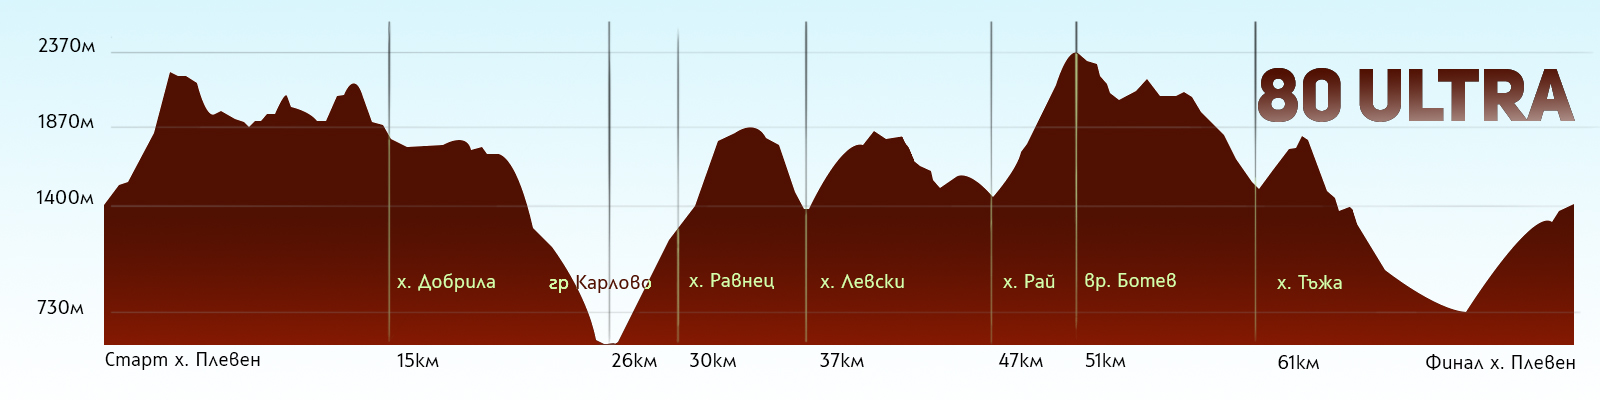 2370м
80 ULTRA
1870м
1400м
х. Добрила
гр Карлово
х. Равнец
х. Левски
х. Рай
вр. Ботев
х. Тъжа
730м
Старт х. Плевен
15км
26км
30км
37км
47км
51км
61км
Финал х. Плевен